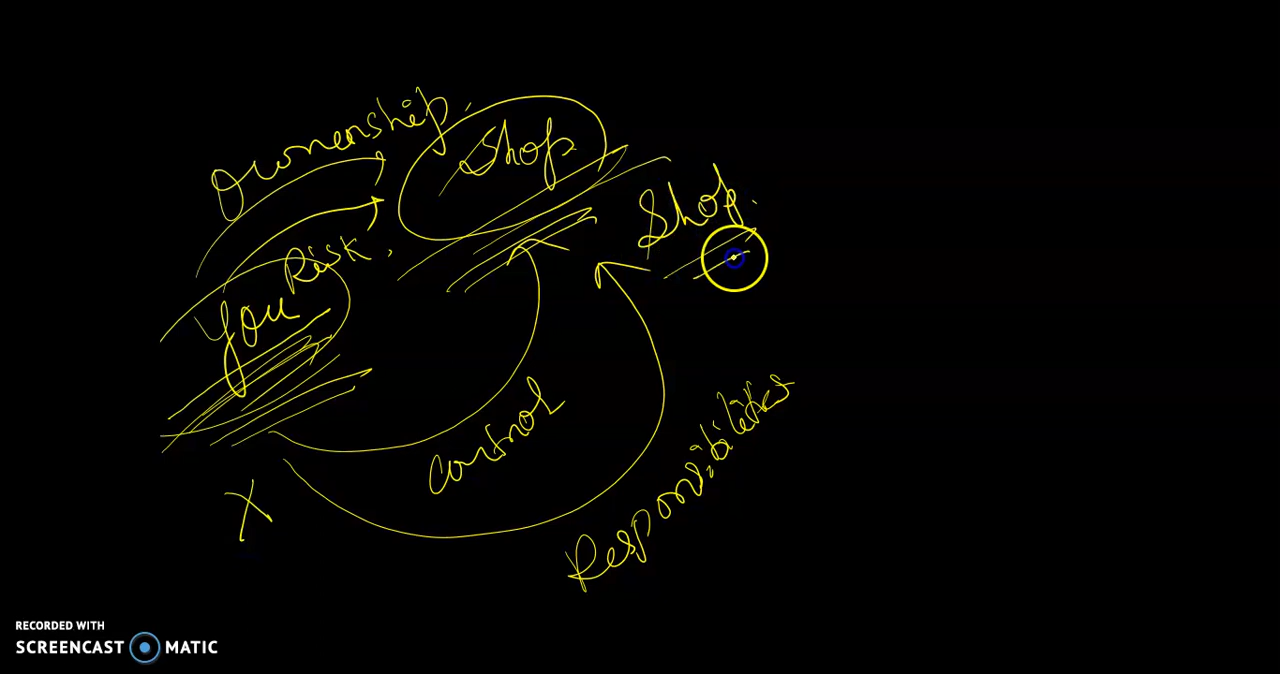 Ownership.
Shop
Shop.
Risk,
You
Control
Responsibilities
X
RECORDED WITH
SCREENCAST MATIC